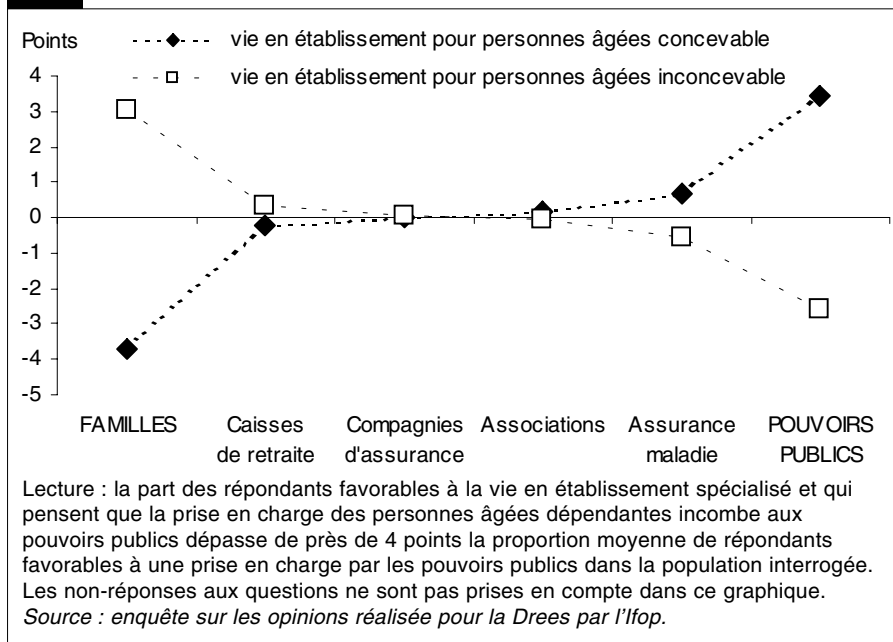 Points
vie en établissement pour personnes âgées concevable
vie en établissement pour personnes âgées inconcevable
4
3
2
1
0
-1
-2
-3
-4
-5
FAMILLES
Caisses
de retraite
Compagnies
d'assurance
Associations
Assurance
maladie
POUVOIRS
PUBLICS
Lecture : la part des répondants favorables à la vie en établissement spécialisé et qui
pensent que la prise en charge des personnes âgées dépendantes incombe aux
pouvoirs publics dépasse de près de 4 points la proportion moyenne de répondants
favorables à une prise en charge par les pouvoirs publics dans la population interrogée.
Les non-réponses aux questions ne sont pas prises en compte dans ce graphique.
Source : enquête sur les opinions réalisée pour la Drees par l'Ifop.